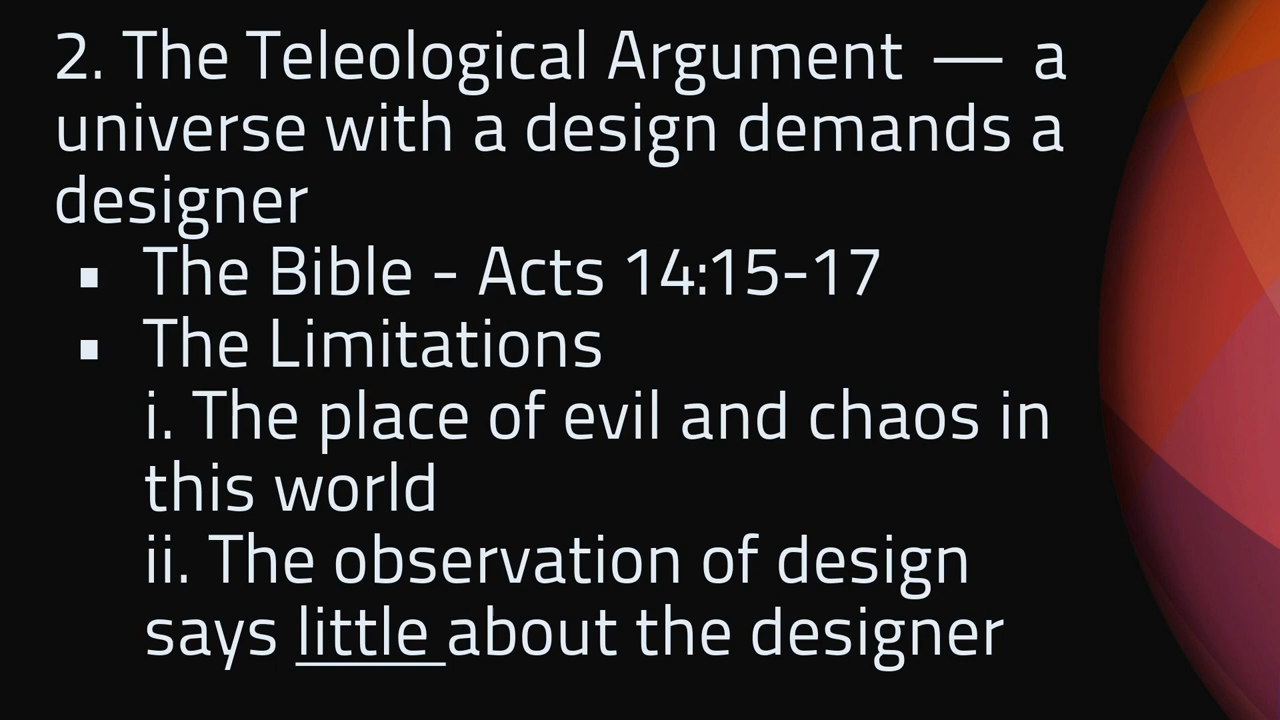 2. The Teleological Argument — a
universe with a design demands a
designer
▪ The Bible - Acts 14:15-17
▪ The Limitations
i. The place of evil and chaos in
this world
ii. The observation of design
says little about the designer